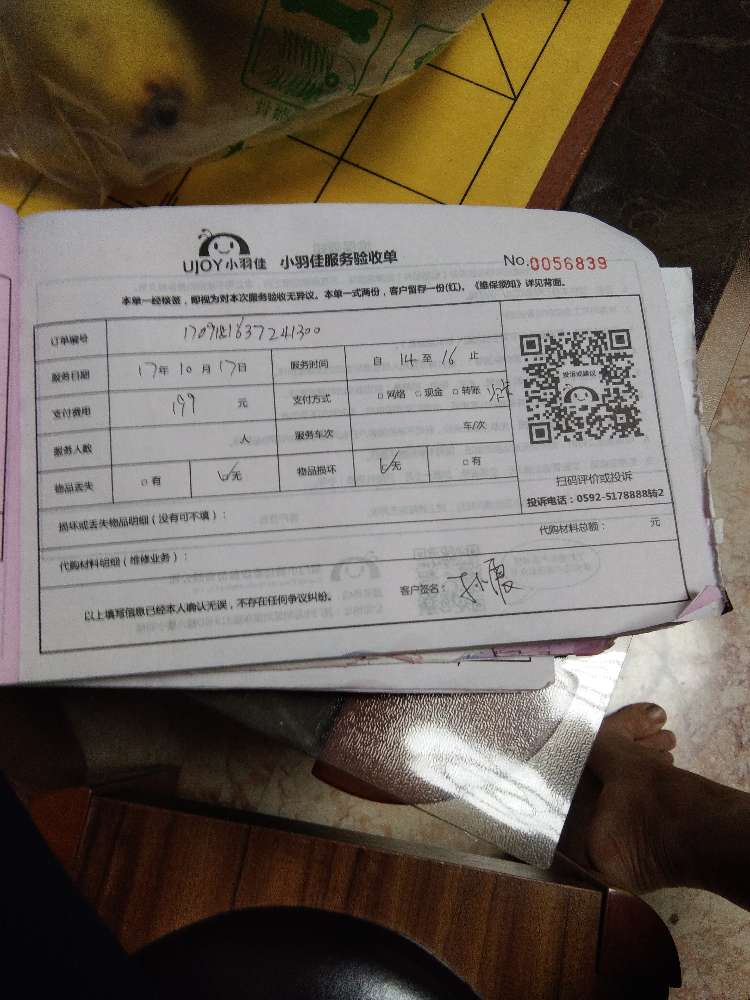 UJOY小羽佳 小羽佳服务验收单 No.0056839
本单一经核签，即视为对本次服务验收无异议。本单一式两份，客户留存一份(红)。《维保须知》详见背面。
订单编号
服务日期 17年10月17日 服务时间 自 14 至 16 止
支付费用 199 元 支付方式 □网络 □现金 □转账
服务人数 人 服务车次 车/次
物品丢失 □有 ☑无 物品损坏 ☑无 □有
损坏或丢失物品明细（没有可不填）：
代购材料明细（维修业务）： 代购材料总额： 元
以上填写信息已经本人确认无误，不存在任何争议纠纷。 客户签名：
投诉或建议
扫码评价或投诉
投诉电话：0592-5178888转2